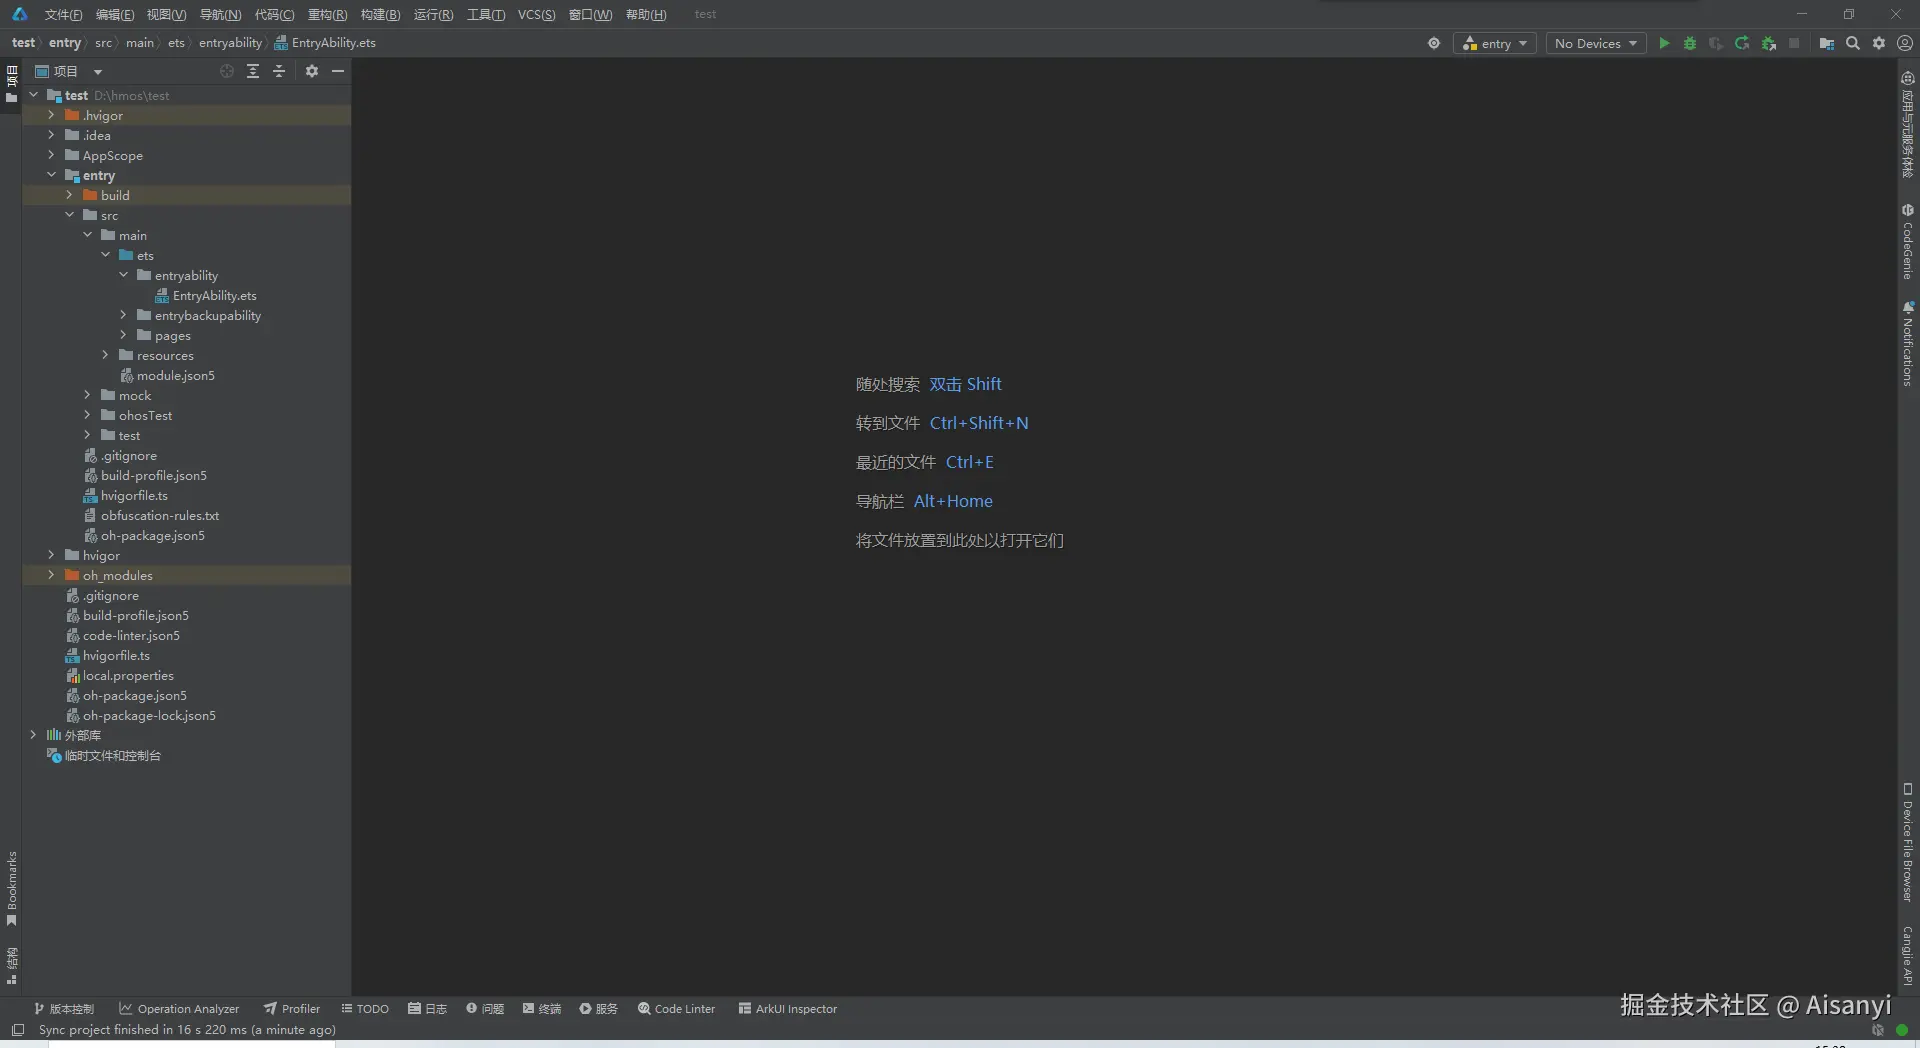 文件(F) 编辑(E) 视图(V) 导航(N) 代码(C) 重构(R) 构建(B) 运行(R) 工具(T) VCS(S) 窗口(W) 帮助(H) test
test entry src main ets entryability EntryAbility.ets
entry No Devices
项目
项目
test D:\hmos\test
.hvigor
.idea
AppScope
entry
build
src
main
ets
entryability
EntryAbility.ets
entrybackupability
pages
resources
module.json5
mock
ohosTest
test
.gitignore
build-profile.json5
hvigorfile.ts
obfuscation-rules.txt
oh-package.json5
hvigor
oh_modules
.gitignore
build-profile.json5
code-linter.json5
hvigorfile.ts
local.properties
oh-package.json5
oh-package-lock.json5
外部库
临时文件和控制台
Bookmarks
结构
随处搜索 双击 Shift
转到文件 Ctrl+Shift+N
最近的文件 Ctrl+E
导航栏 Alt+Home
将文件放置到此处以打开它们
应用与元服务体检
CodeGenie
Notifications
Device File Browser
Cangjie API
版本控制 Operation Analyzer Profiler TODO 日志 问题 终端 服务 Code Linter ArkUI Inspector
掘金技术社区 @ Aisanyi
Sync project finished in 16 s 220 ms (a minute ago)